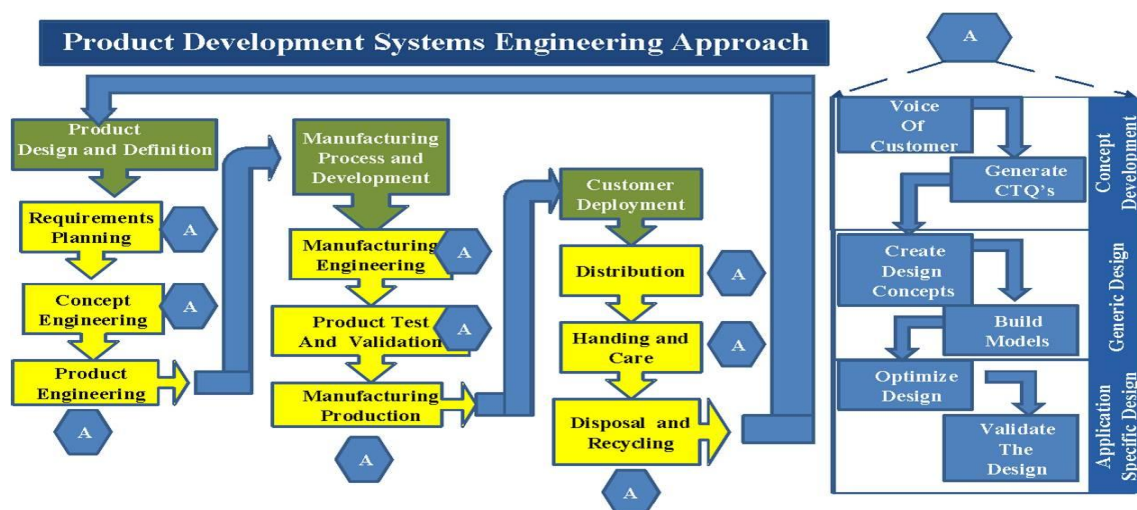 Product Development Systems Engineering Approach
A
Product
Design and Definition
Requirements
Planning
A
Concept
Engineering
A
Product
Engineering
A
Manufacturing
Process and
Development
Manufacturing
Engineering
A
Product Test
And Validation
A
Manufacturing
Production
A
Customer
Deployment
Distribution
A
Handing and
Care
A
Disposal and
Recycling
A
Voice
Of
Customer
Generate
CTQ's
Concept
Development
Create
Design
Concepts
Build
Models
Generic Design
Optimize
Design
Validate
The
Design
Application
Specific Design